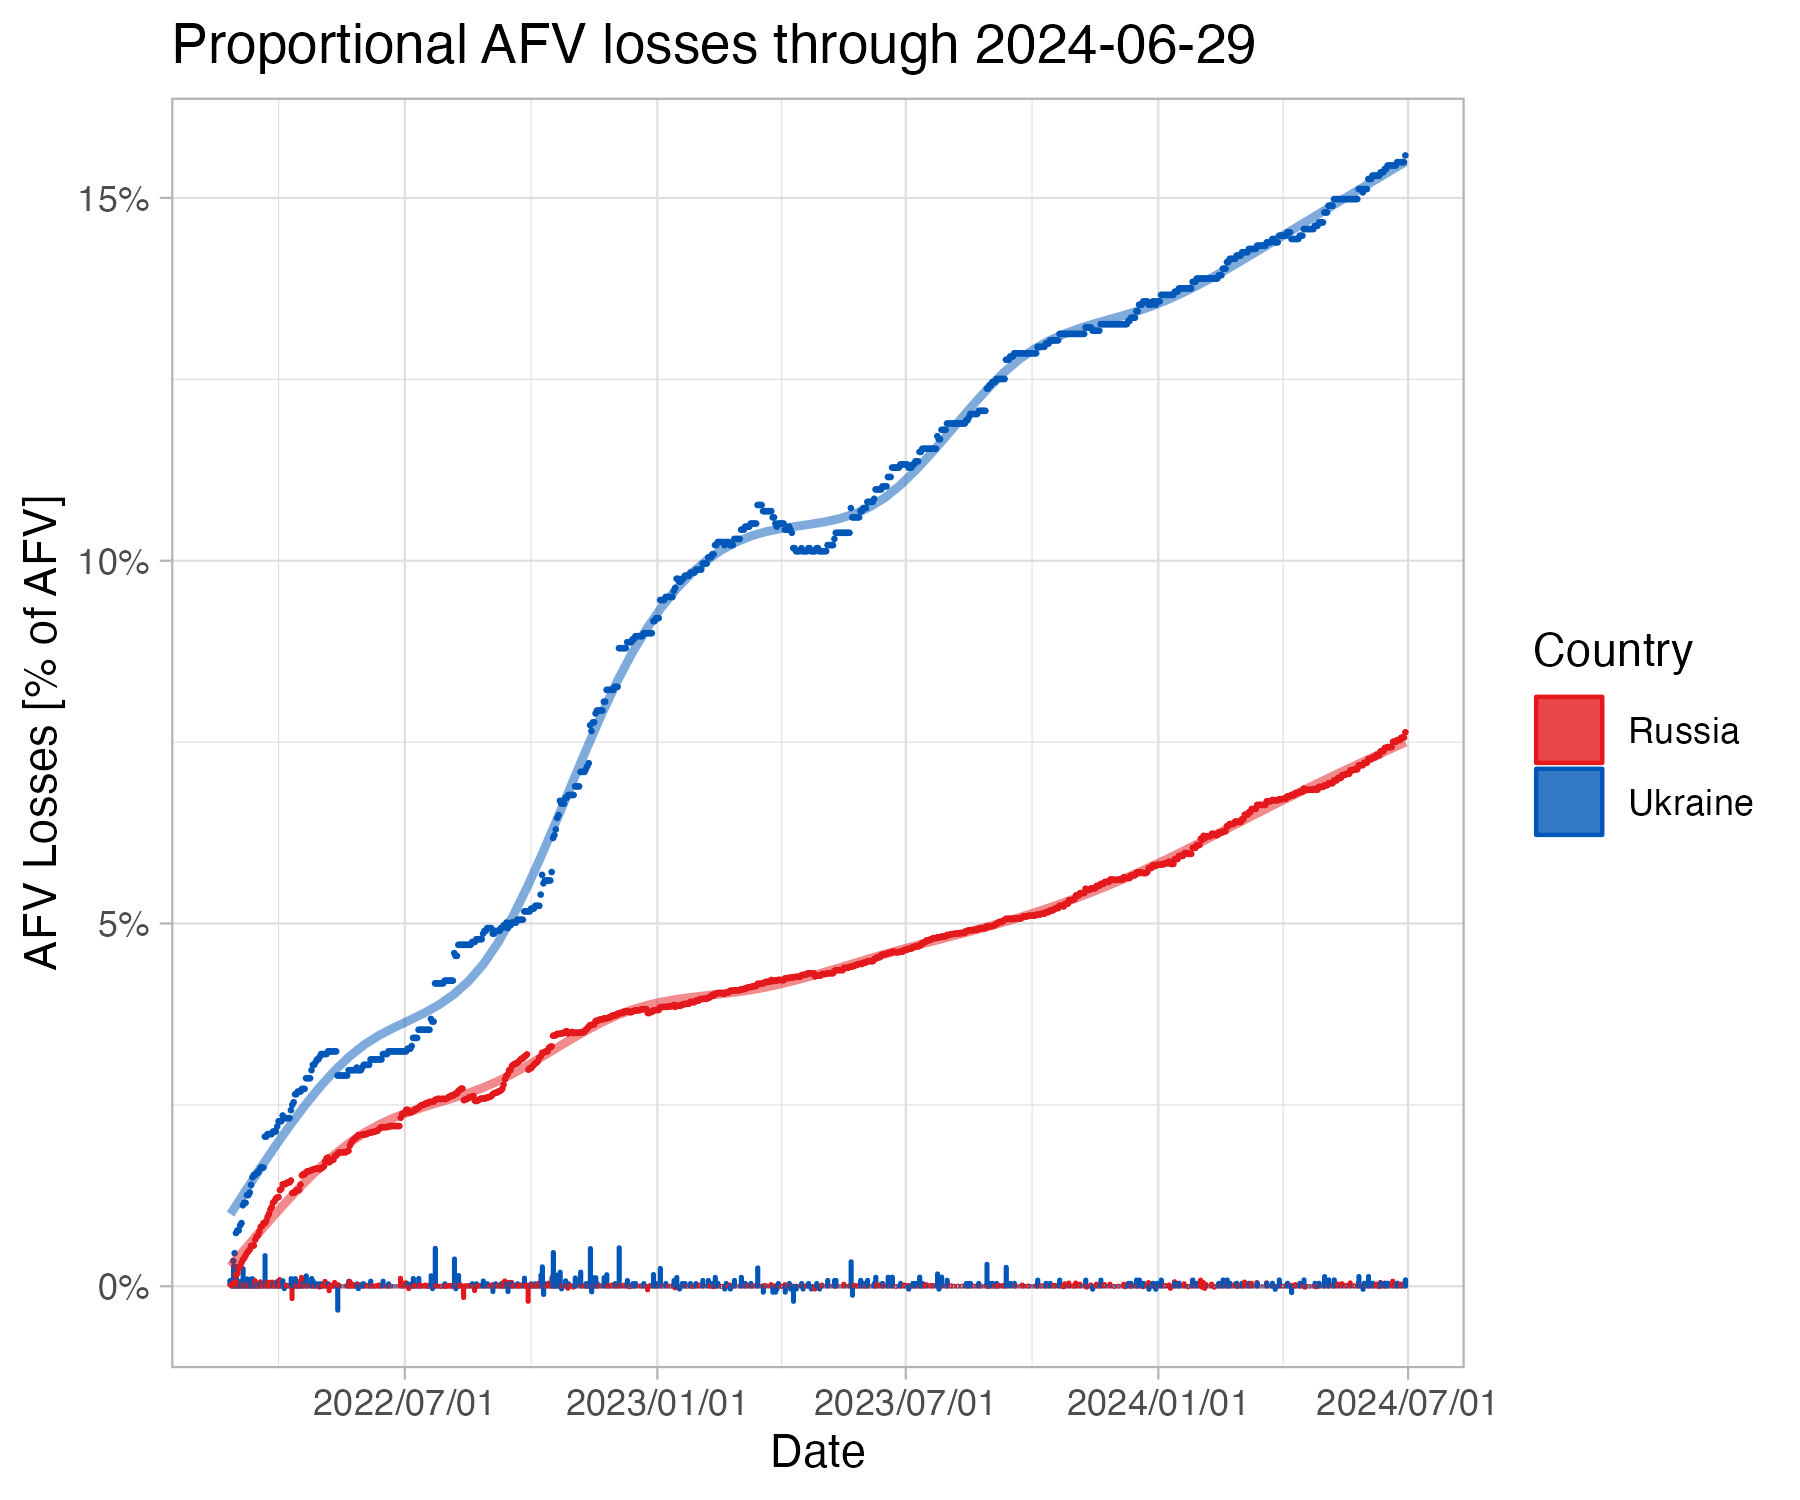 Proportional AFV losses through 2024-06-29
AFV Losses [% of AFV]
15%
10%
5%
0%
2022/07/01
2023/01/01
2023/07/01
2024/01/01
2024/07/01
Date
Country
Russia
Ukraine